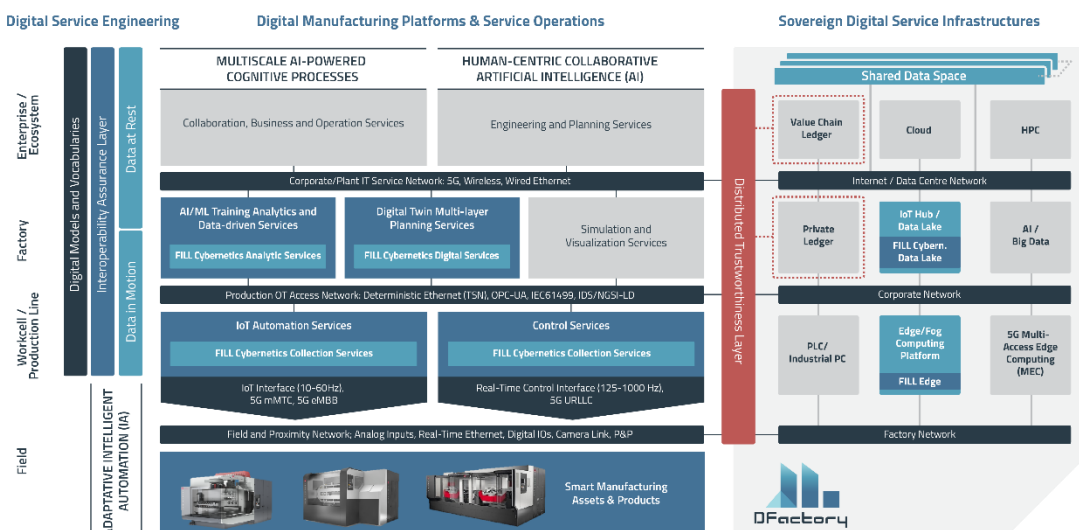 Digital Service Engineering
Digital Manufacturing Platforms & Service Operations
Sovereign Digital Service Infrastructures
Enterprise /
Ecosystem
Factory
Workcell /
Production Line
Field
Digital Models and Vocabularies
Interoperability Assurance Layer
Data at Rest
Data in Motion
ADAPTATIVE INTELLIGENT
AUTOMATION (IA)
MULTISCALE AI-POWERED
COGNITIVE PROCESSES
HUMAN-CENTRIC COLLABORATIVE
ARTIFICIAL INTELLIGENCE (AI)
Collaboration, Business and Operation Services
Engineering and Planning Services
Corporate/Plant IT Service Network: 5G, Wireless, Wired Ethernet
AI/ML Training Analytics and
Data-driven Services
FILL Cybernetics Analytic Services
Digital Twin Multi-layer
Planning Services
FILL Cybernetics Digital Services
Simulation and
Visualization Services
Production OT Access Network: Deterministic Ethernet (TSN), OPC-UA, IEC61499, IDS/NGSI-LD
IoT Automation Services
FILL Cybernetics Collection Services
Control Services
FILL Cybernetics Collection Services
IoT Interface (10-60Hz),
5G mMTC, 5G eMBB
Real-Time Control Interface (125-1000 Hz),
5G URLLC
Field and Proximity Network; Analog Inputs, Real-Time Ethernet, Digital IOs, Camera Link, P&P
Smart Manufacturing
Assets & Products
Distributed Trustworthiness Layer
Shared Data Space
Value Chain
Ledger
Cloud
HPC
Internet / Data Centre Network
Private
Ledger
IoT Hub /
Data Lake
FILL Cybern.
Data Lake
AI /
Big Data
Corporate Network
PLC/
Industrial PC
Edge/Fog
Computing
Platform
FILL Edge
5G Multi-
Access Edge
Computing
(MEC)
Factory Network
DFactory